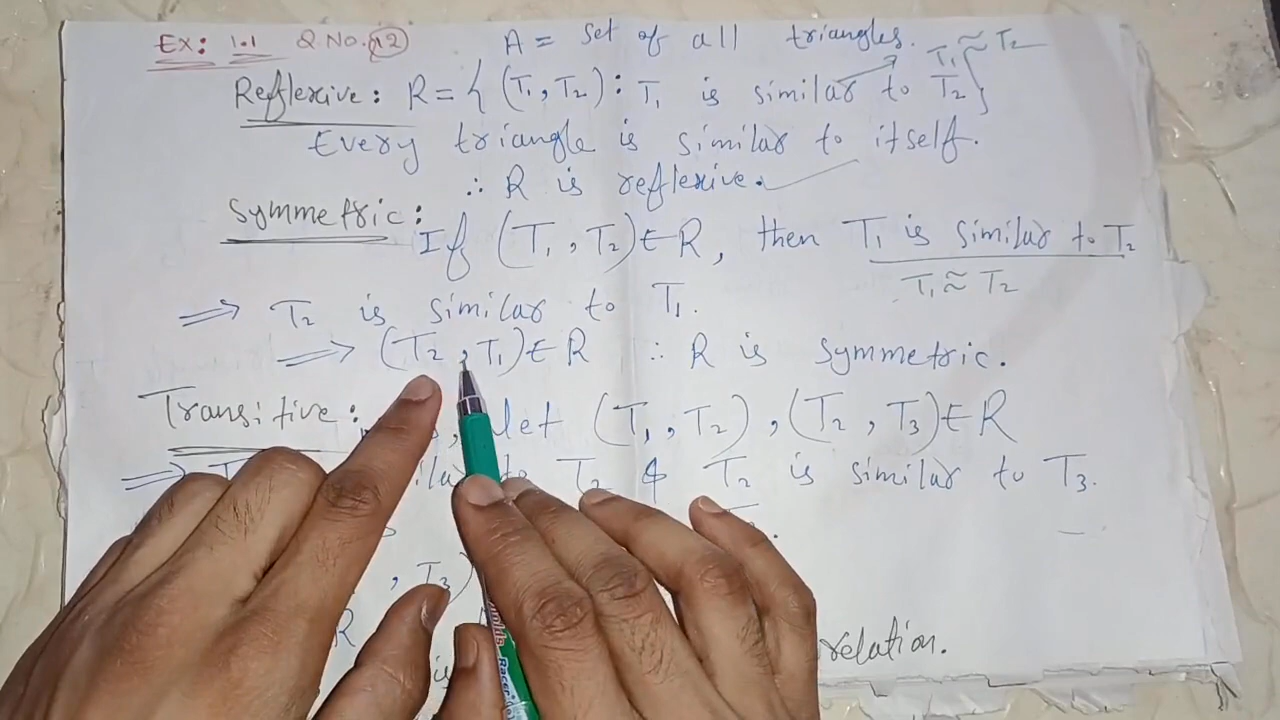 Ex: 1.1 Q No. 12 A = set of all triangles.
T₁ ≈ T₂
Reflexive: R = { (T₁, T₂) : T₁ is similar to T₂ }
Every triangle is similar to itself.
∴ R is reflexive.
Symmetric:
If (T₁, T₂) ∈ R, then T₁ is similar to T₂
T₁ ≈ T₂
⇒ T₂ is similar to T₁.
⇒ (T₂, T₁) ∈ R ∴ R is symmetric.
Transitive: let (T₁, T₂), (T₂, T₃) ∈ R
⇒ to T₂ & T₂ is similar to T₃.
, T₃)
R
relation.